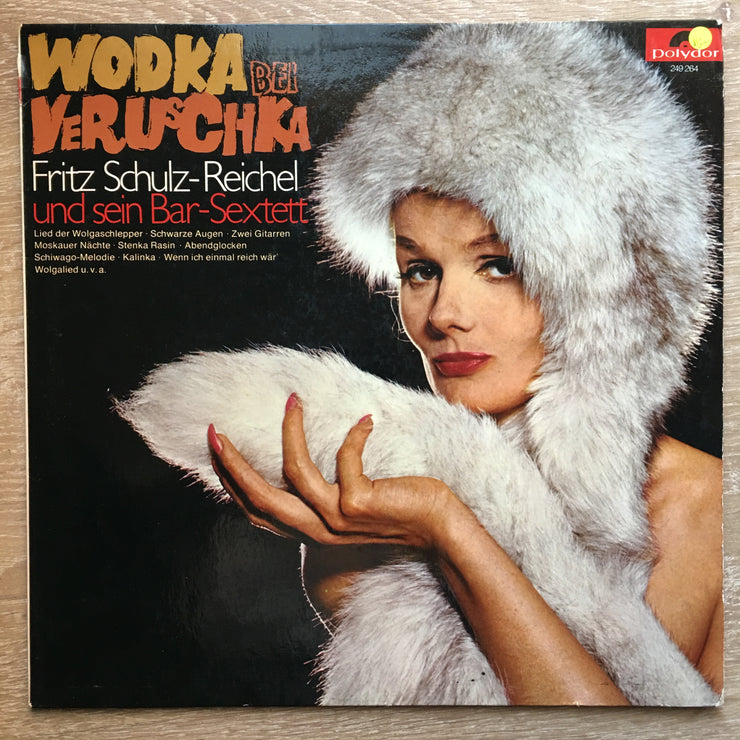 WODKA BEI
VERUSCHKA
Fritz Schulz-Reichel
und sein Bar-Sextett
Lied der Wolgaschlepper · Schwarze Augen · Zwei Gitarren
Moskauer Nächte · Stenka Rasin · Abendglocken
Schiwago-Melodie · Kalinka · Wenn ich einmal reich wär'
Wolgalied u. v. a.
Polydor
249 264